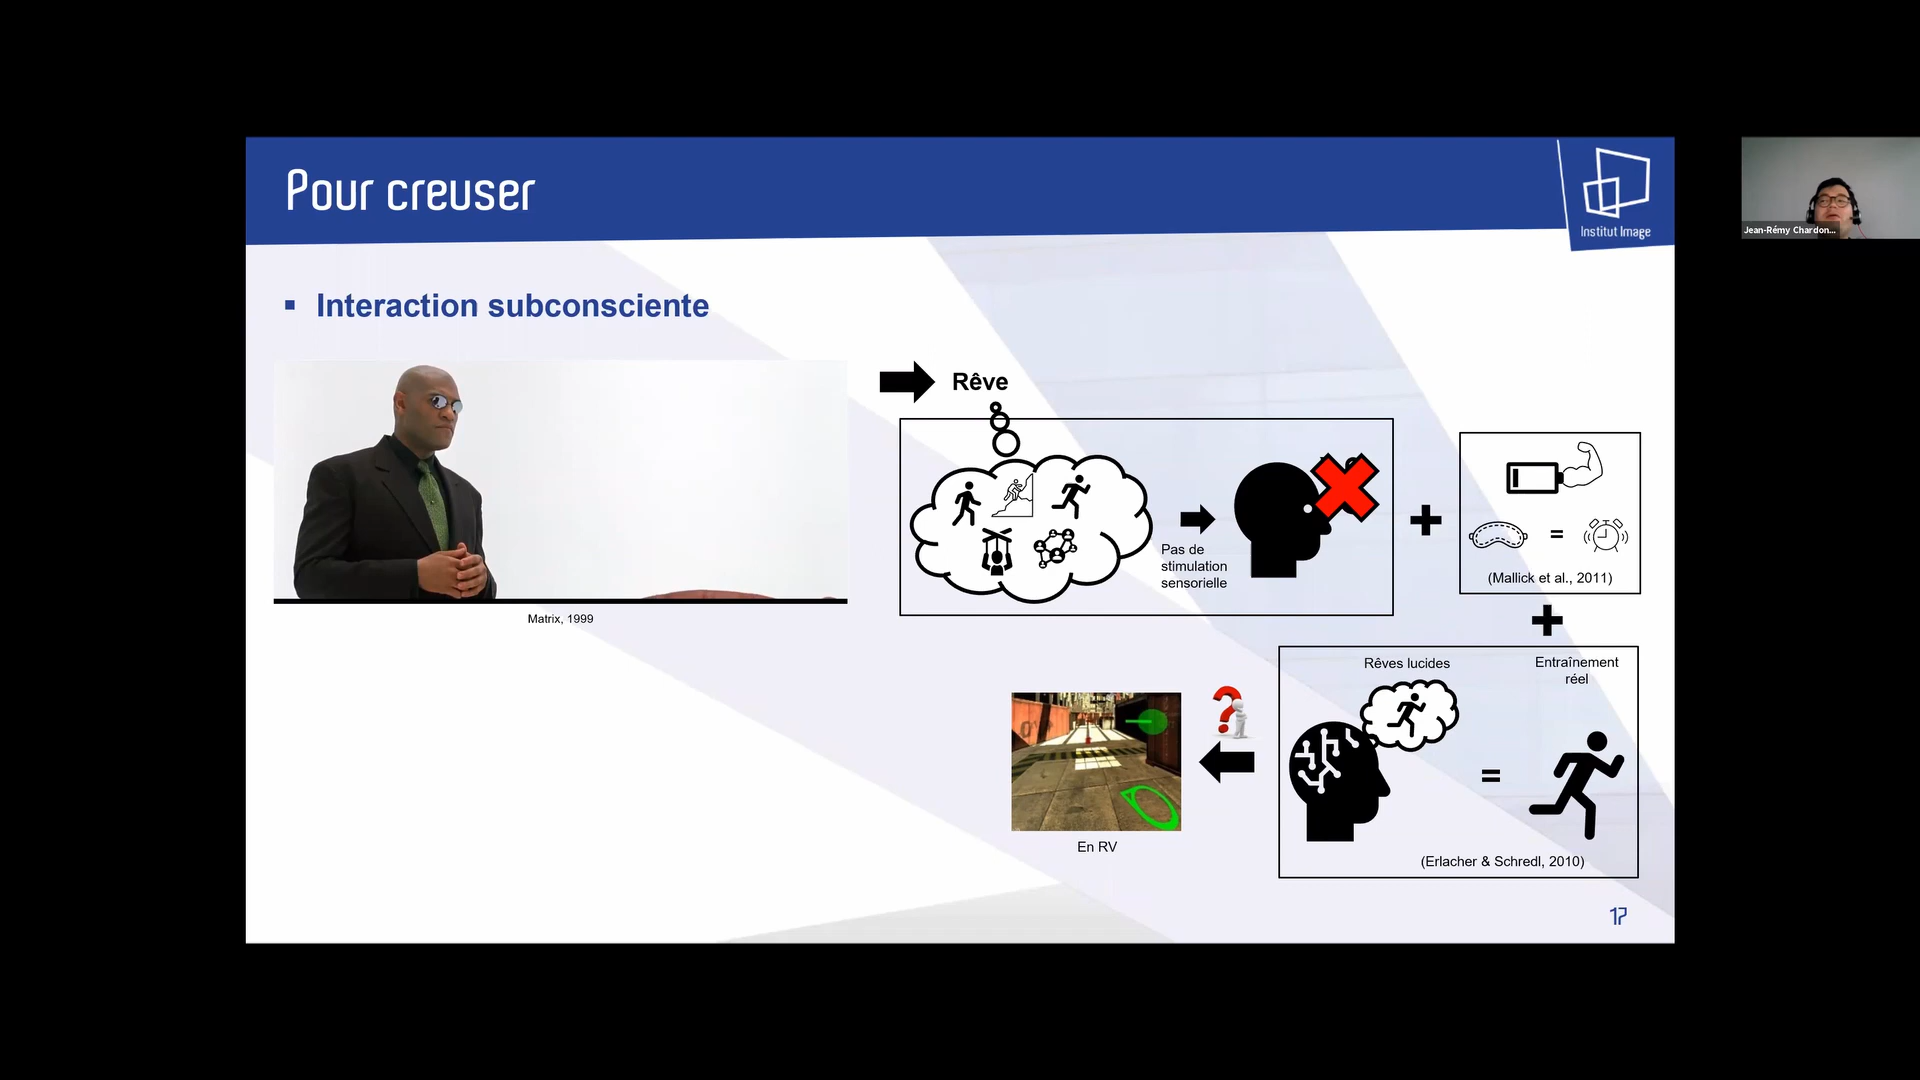 Pour creuser
Institut Image
Jean-Rémy Chardon...
Interaction subconsciente
Rêve
Pas de
stimulation
sensorielle
=
(Mallick et al., 2011)
Matrix, 1999
Rêves lucides
Entraînement
réel
=
(Erlacher & Schredl, 2010)
?
En RV
17